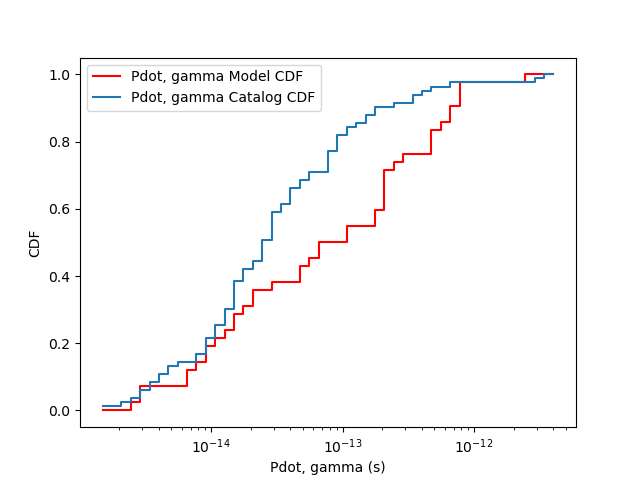 Pdot, gamma Model CDF
Pdot, gamma Catalog CDF
1.0
0.8
0.6
0.4
0.2
0.0
CDF
10⁻¹⁴
10⁻¹³
10⁻¹²
Pdot, gamma (s)